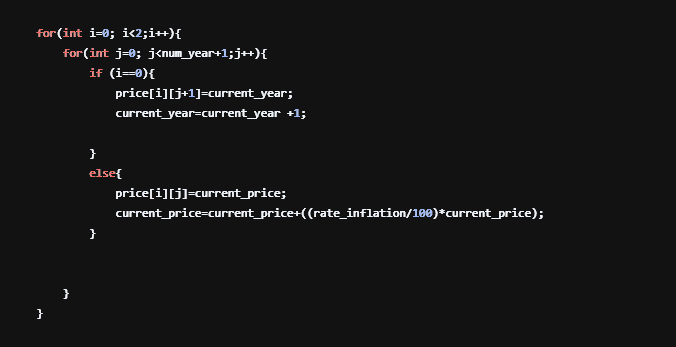 for(int i=0; i<2;i++){
for(int j=0; j<num_year+1;j++){
if (i==0){
price[i][j+1]=current_year;
current_year=current_year +1;
}
else{
price[i][j]=current_price;
current_price=current_price+((rate_inflation/100)*current_price);
}
}
}